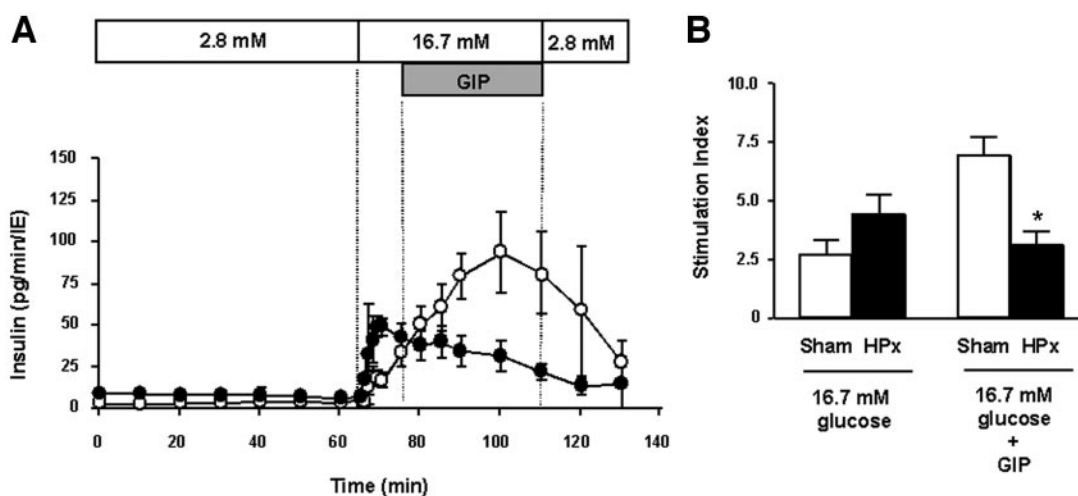 A
2.8 mM 16.7 mM 2.8 mM
GIP
Insulin (pg/min/IE)
150
125
100
75
50
25
0
0 20 40 60 80 100 120 140
Time (min)
B
Stimulation Index
10.0
7.5
5.0
2.5
0
*
Sham HPx Sham HPx
16.7 mM
glucose
16.7 mM
glucose
+
GIP